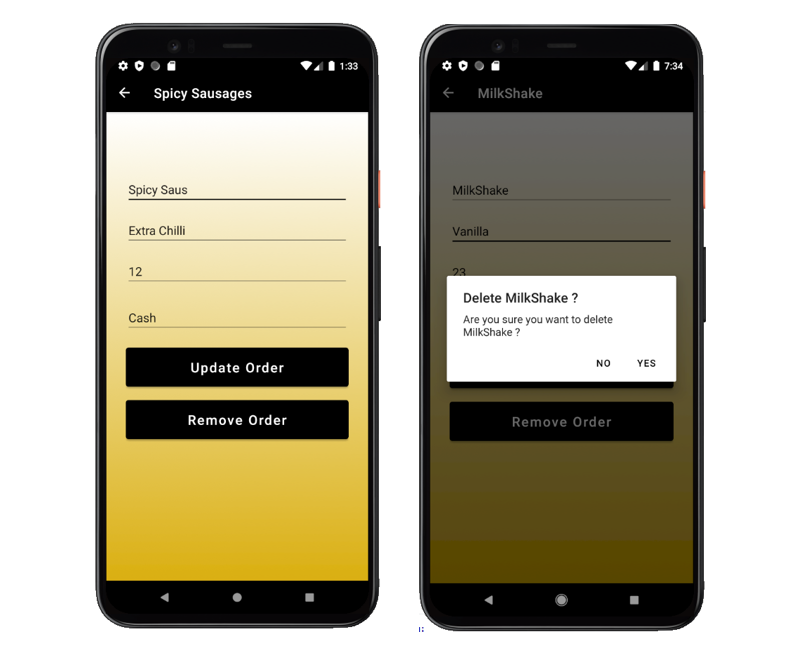 1:33
Spicy Sausages
Spicy Saus
Extra Chilli
12
Cash
Update Order
Remove Order
7:34
MilkShake
MilkShake
Vanilla
23
Delete MilkShake ?
Are you sure you want to delete
MilkShake ?
NO YES
Remove Order